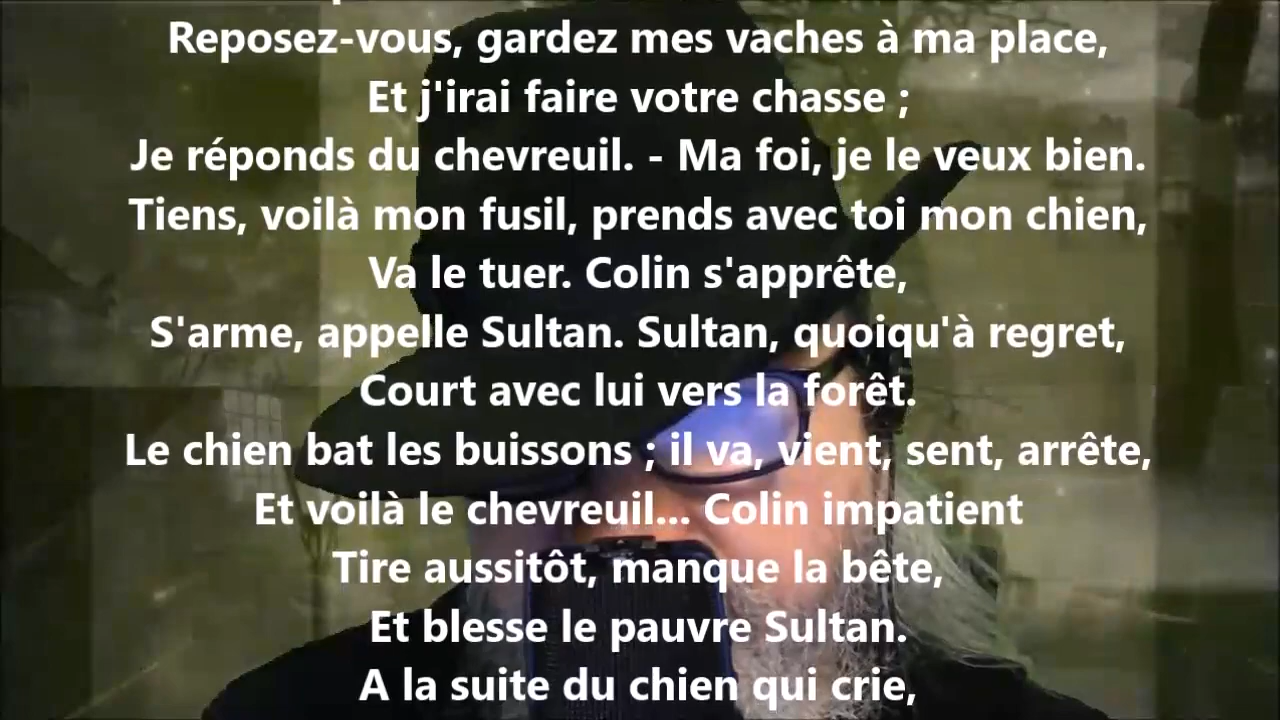 Reposez-vous, gardez mes vaches à ma place,
Et j'irai faire votre chasse ;
Je réponds du chevreuil. - Ma foi, je le veux bien.
Tiens, voilà mon fusil, prends avec toi mon chien,
Va le tuer. Colin s'apprête,
S'arme, appelle Sultan. Sultan, quoiqu'à regret,
Court avec lui vers la forêt.
Le chien bat les buissons ; il va, vient, sent, arrête,
Et voilà le chevreuil... Colin impatient
Tire aussitôt, manque la bête,
Et blesse le pauvre Sultan.
A la suite du chien qui crie,